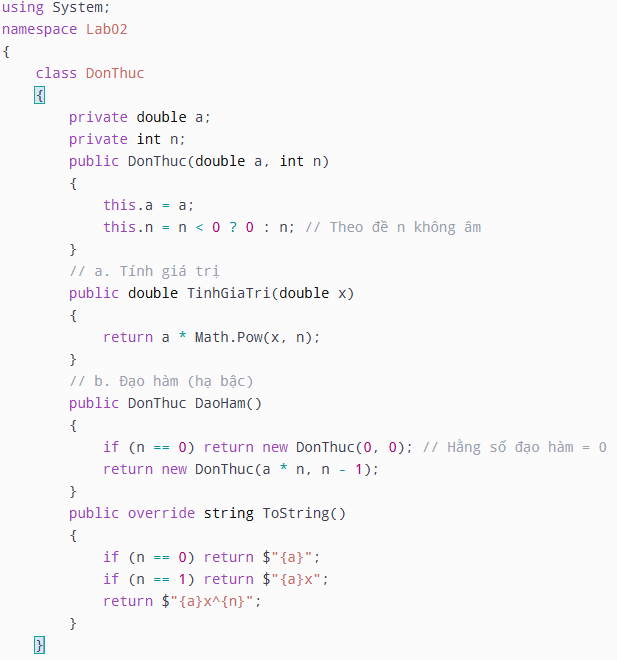 using System;
namespace Lab02
{
    class DonThuc
    {
        private double a;
        private int n;
        public DonThuc(double a, int n)
        {
            this.a = a;
            this.n = n < 0 ? 0 : n; // Theo đề n không âm
        }
        // a. Tính giá trị
        public double TinhGiaTri(double x)
        {
            return a * Math.Pow(x, n);
        }
        // b. Đạo hàm (hạ bậc)
        public DonThuc DaoHam()
        {
            if (n == 0) return new DonThuc(0, 0); // Hằng số đạo hàm = 0
            return new DonThuc(a * n, n - 1);
        }
        public override string ToString()
        {
            if (n == 0) return $"{a}";
            if (n == 1) return $"{a}x";
            return $"{a}x^{n}";
        }
    }